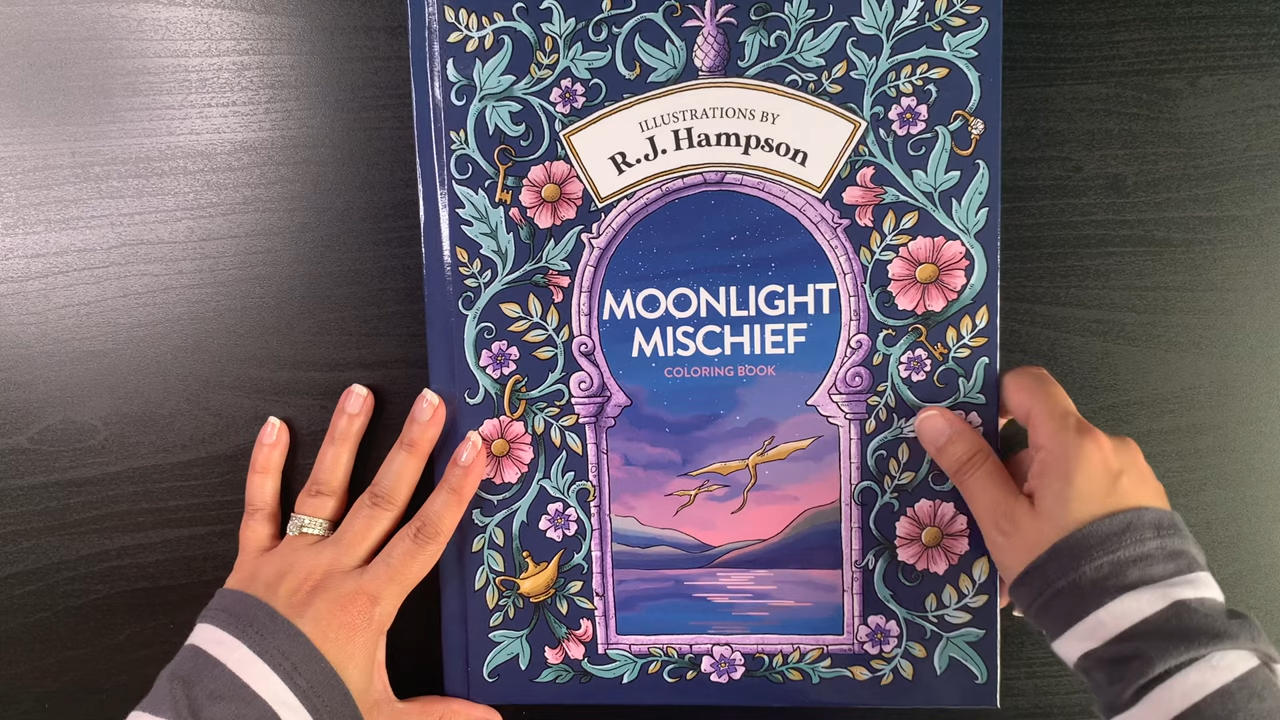 ILLUSTRATIONS BY
R.J. Hampson
MOONLIGHT
MISCHIEF
COLORING BOOK